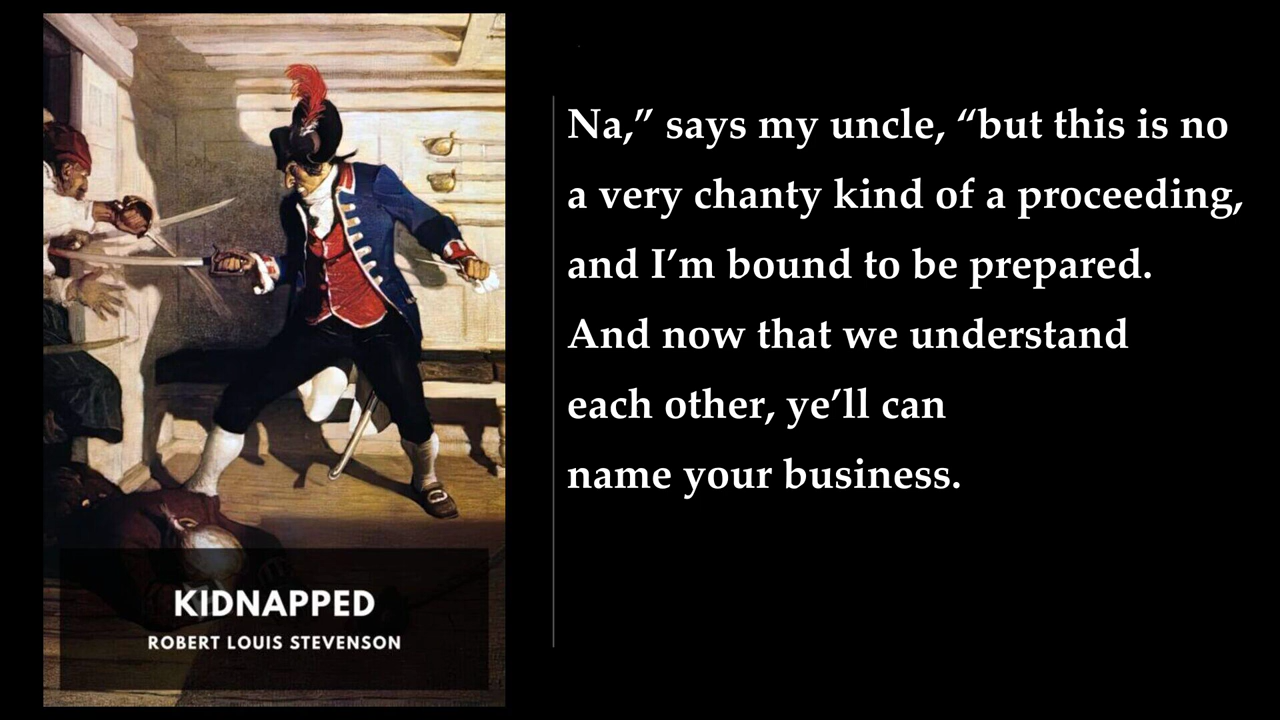 KIDNAPPED
ROBERT LOUIS STEVENSON
Na,” says my uncle, “but this is no
a very chanty kind of a proceeding,
and I’m bound to be prepared.
And now that we understand
each other, ye’ll can
name your business.